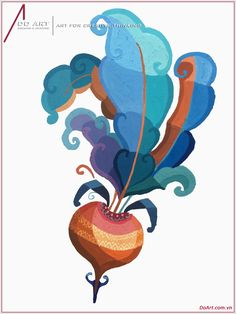 A DO ART
ART FOR CREATIVE THINKING
DoArt.com.vn